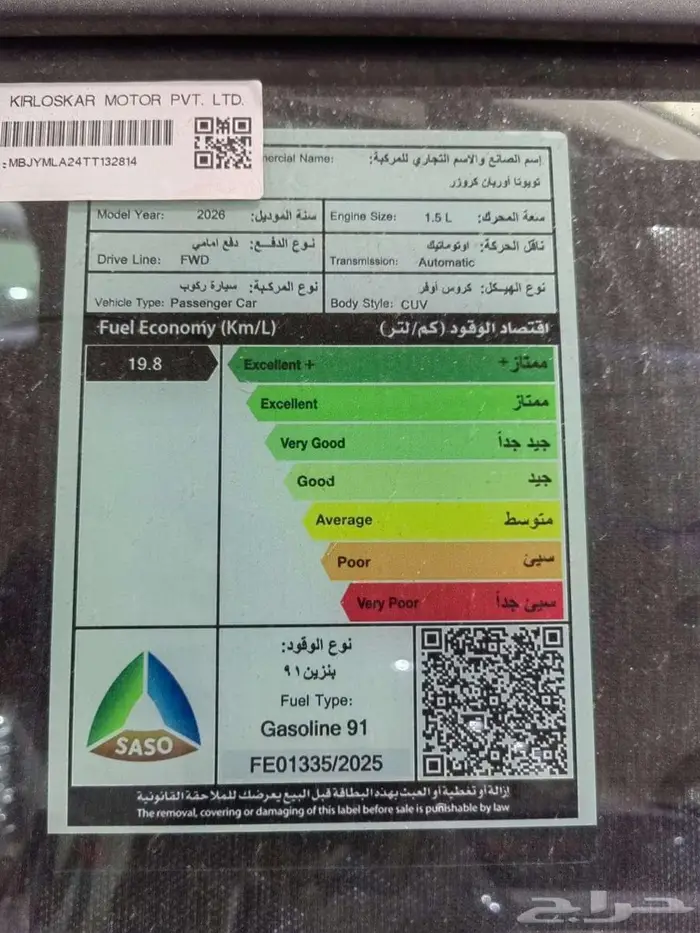 KIRLOSKAR MOTOR PVT. LTD.
:MBJYMLA24TT132814
mercial Name: إسم الصانع والاسم التجاري للمركبة:
تويوتا أوربان كروزر
Model Year: 2026 سنة الموديل:
Engine Size: 1.5 L سعة المحرك:
نوع الدفع: دفع امامي
Drive Line: FWD
ناقل الحركة: اوتوماتيك
Transmission: Automatic
نوع المركبة: سيارة ركوب
Vehicle Type: Passenger Car
نوع الهيكل: كروس أوفر
Body Style: CUV
Fuel Economy (Km/L) اقتصاد الوقود (كم/لتر)
19.8
Excellent + ممتاز+
Excellent ممتاز
Very Good جيد جداً
Good جيد
Average متوسط
Poor سيئ
Very Poor سيئ جداً
SASO
نوع الوقود:
بنزين ٩١
Fuel Type:
Gasoline 91
FE01335/2025
إزالة أو تغطية أو العبث بهذه البطاقة قبل البيع يعرضك للملاحقة القانونية
The removal, covering or damaging of this label before sale is punishable by law
حراج